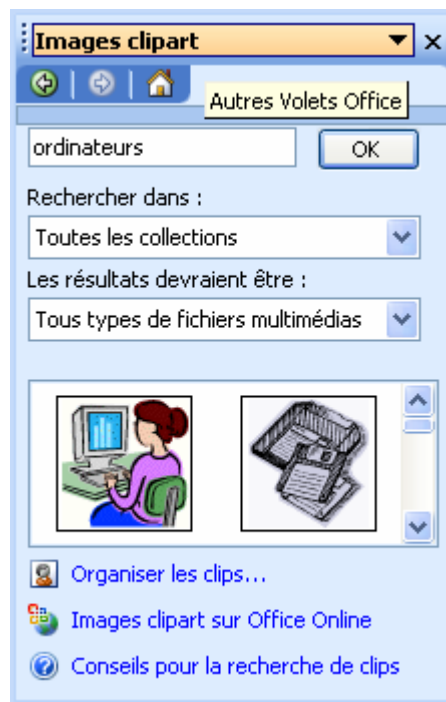 Images clipart
Autres Volets Office
ordinateurs
OK
Rechercher dans :
Toutes les collections
Les résultats devraient être :
Tous types de fichiers multimédias
Organiser les clips...
Images clipart sur Office Online
Conseils pour la recherche de clips